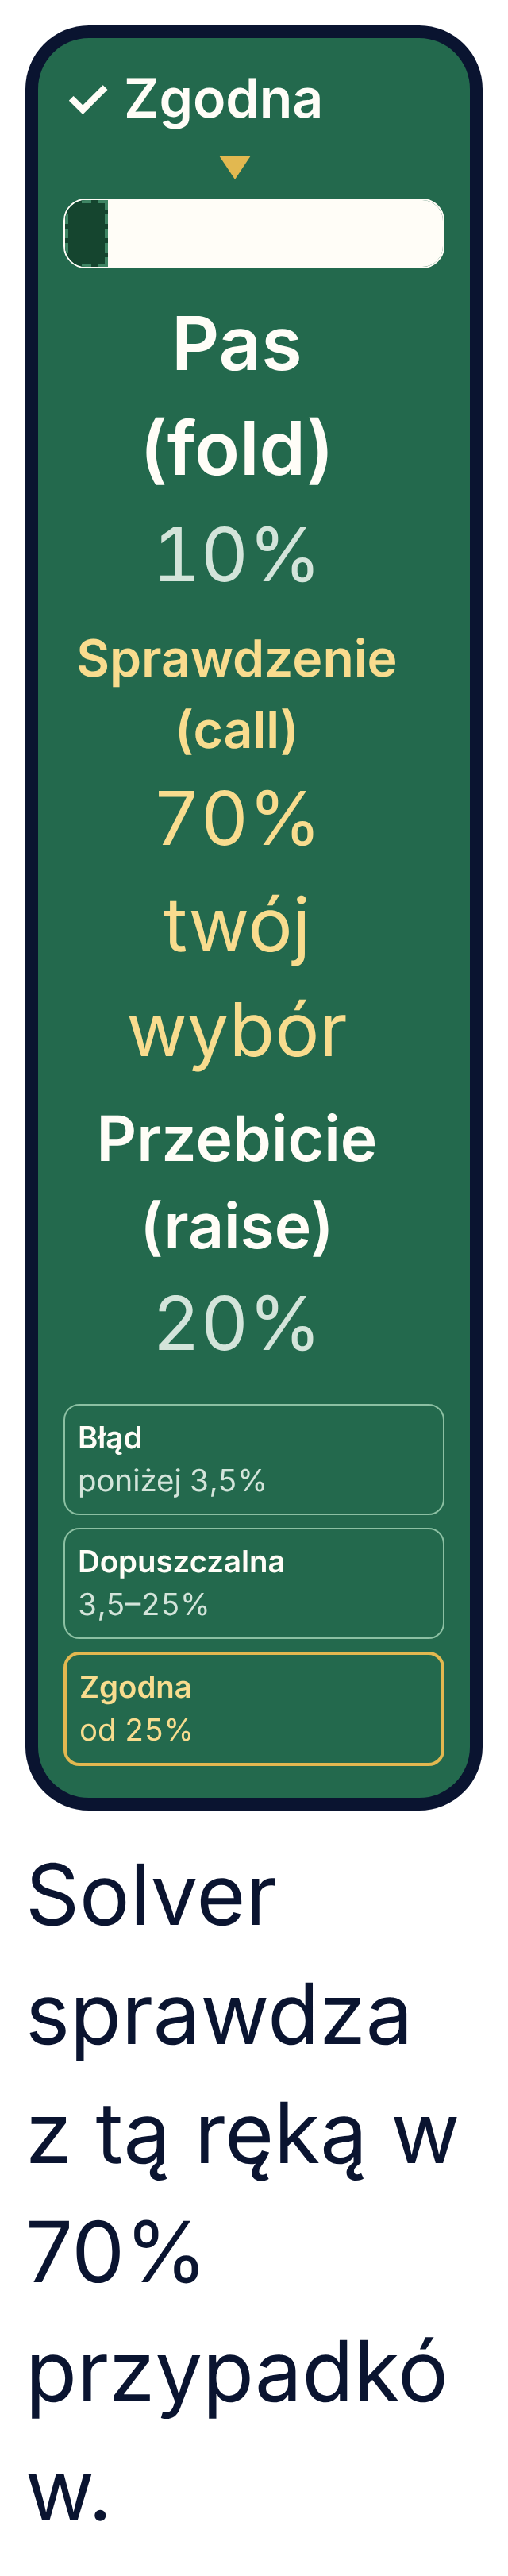 ✓ Zgodna
Pas
(fold)
10%
Sprawdzenie
(call)
70%
twój
wybór
Przebicie
(raise)
20%
Błąd
poniżej 3,5%
Dopuszczalna
3,5–25%
Zgodna
od 25%
Solver
sprawdza
z tą ręką w
70%
przypadkó
w.